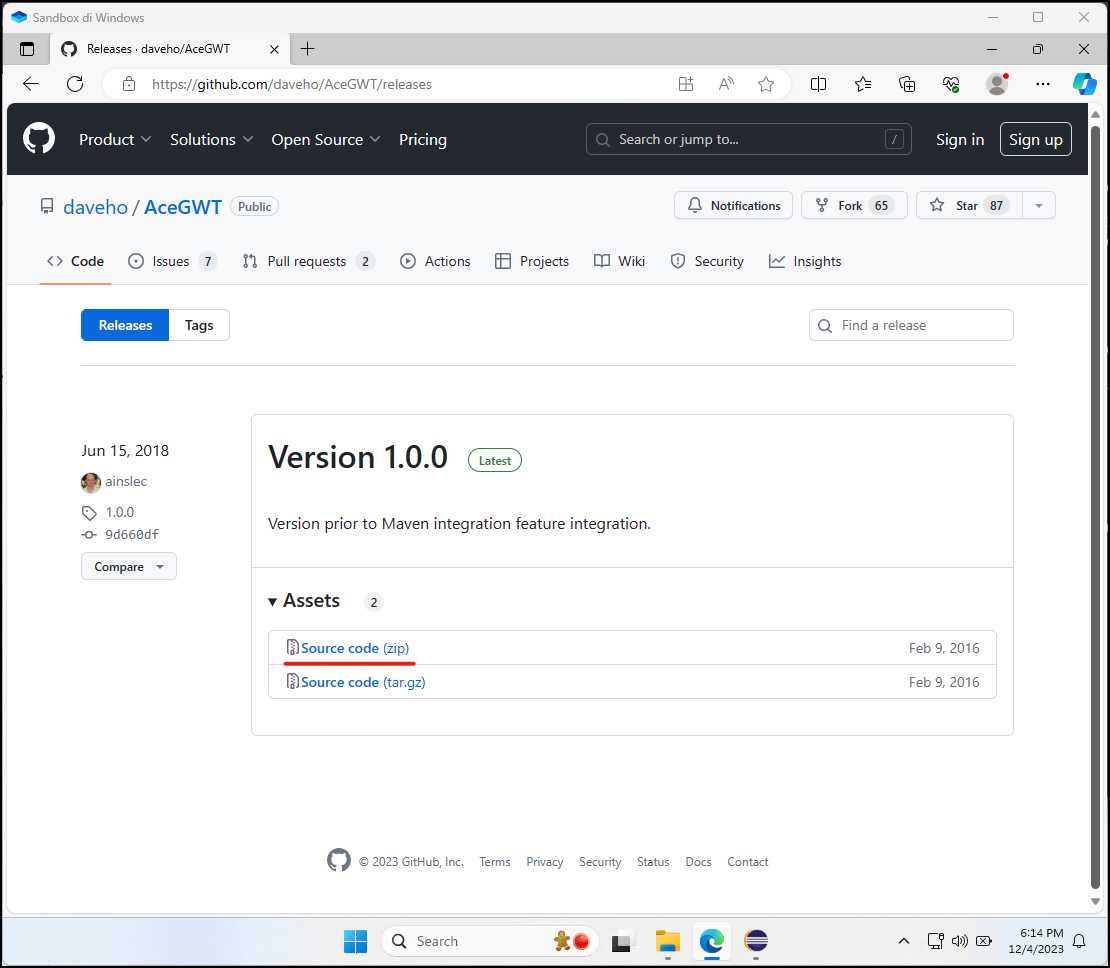 Sandbox di Windows
Releases · daveho/AceGWT
https://github.com/daveho/AceGWT/releases
Product Solutions Open Source Pricing Search or jump to... / Sign in Sign up
daveho / AceGWT Public Notifications Fork 65 Star 87
Code Issues 7 Pull requests 2 Actions Projects Wiki Security Insights
Releases Tags Find a release
Jun 15, 2018
ainslec
1.0.0
9d660df
Compare
Version 1.0.0 Latest
Version prior to Maven integration feature integration.
Assets 2
Source code (zip) Feb 9, 2016
Source code (tar.gz) Feb 9, 2016
© 2023 GitHub, Inc. Terms Privacy Security Status Docs Contact
Search
6:14 PM
12/4/2023